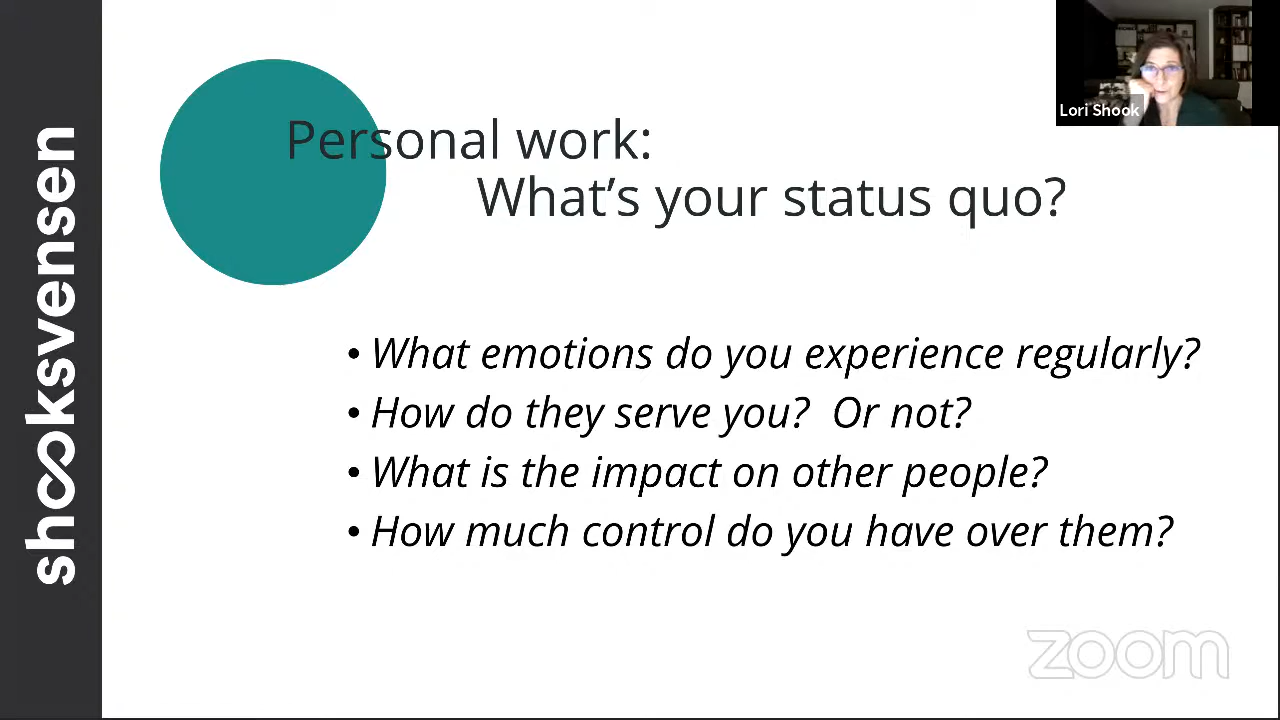 shooksvensen
Personal work:
What's your status quo?
Lori Shook
• What emotions do you experience regularly?
• How do they serve you?  Or not?
• What is the impact on other people?
• How much control do you have over them?
zoom